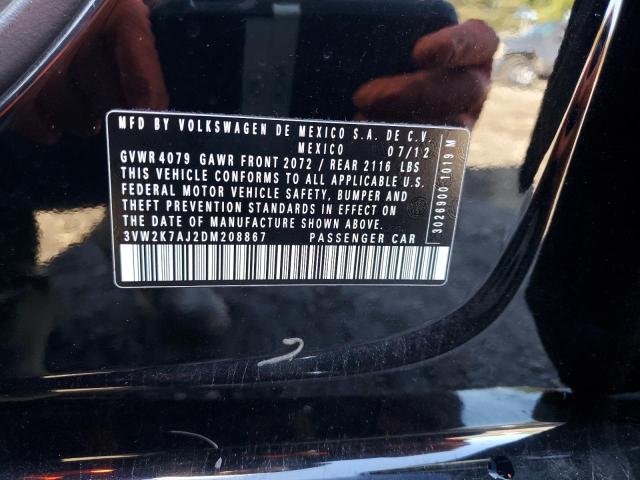 MFD BY VOLKSWAGEN DE MEXICO S.A. DE C.V.
MEXICO 07/12
GVWR 4079 GAWR FRONT 2072 / REAR 2116 LBS
THIS VEHICLE CONFORMS TO ALL APPLICABLE U.S.
FEDERAL MOTOR VEHICLE SAFETY, BUMPER AND
THEFT PREVENTION STANDARDS IN EFFECT ON
THE DATE OF MANUFACTURE SHOWN ABOVE.
3VW2K7AJ2DM208867 PASSENGER CAR
3026900 1019 M
2